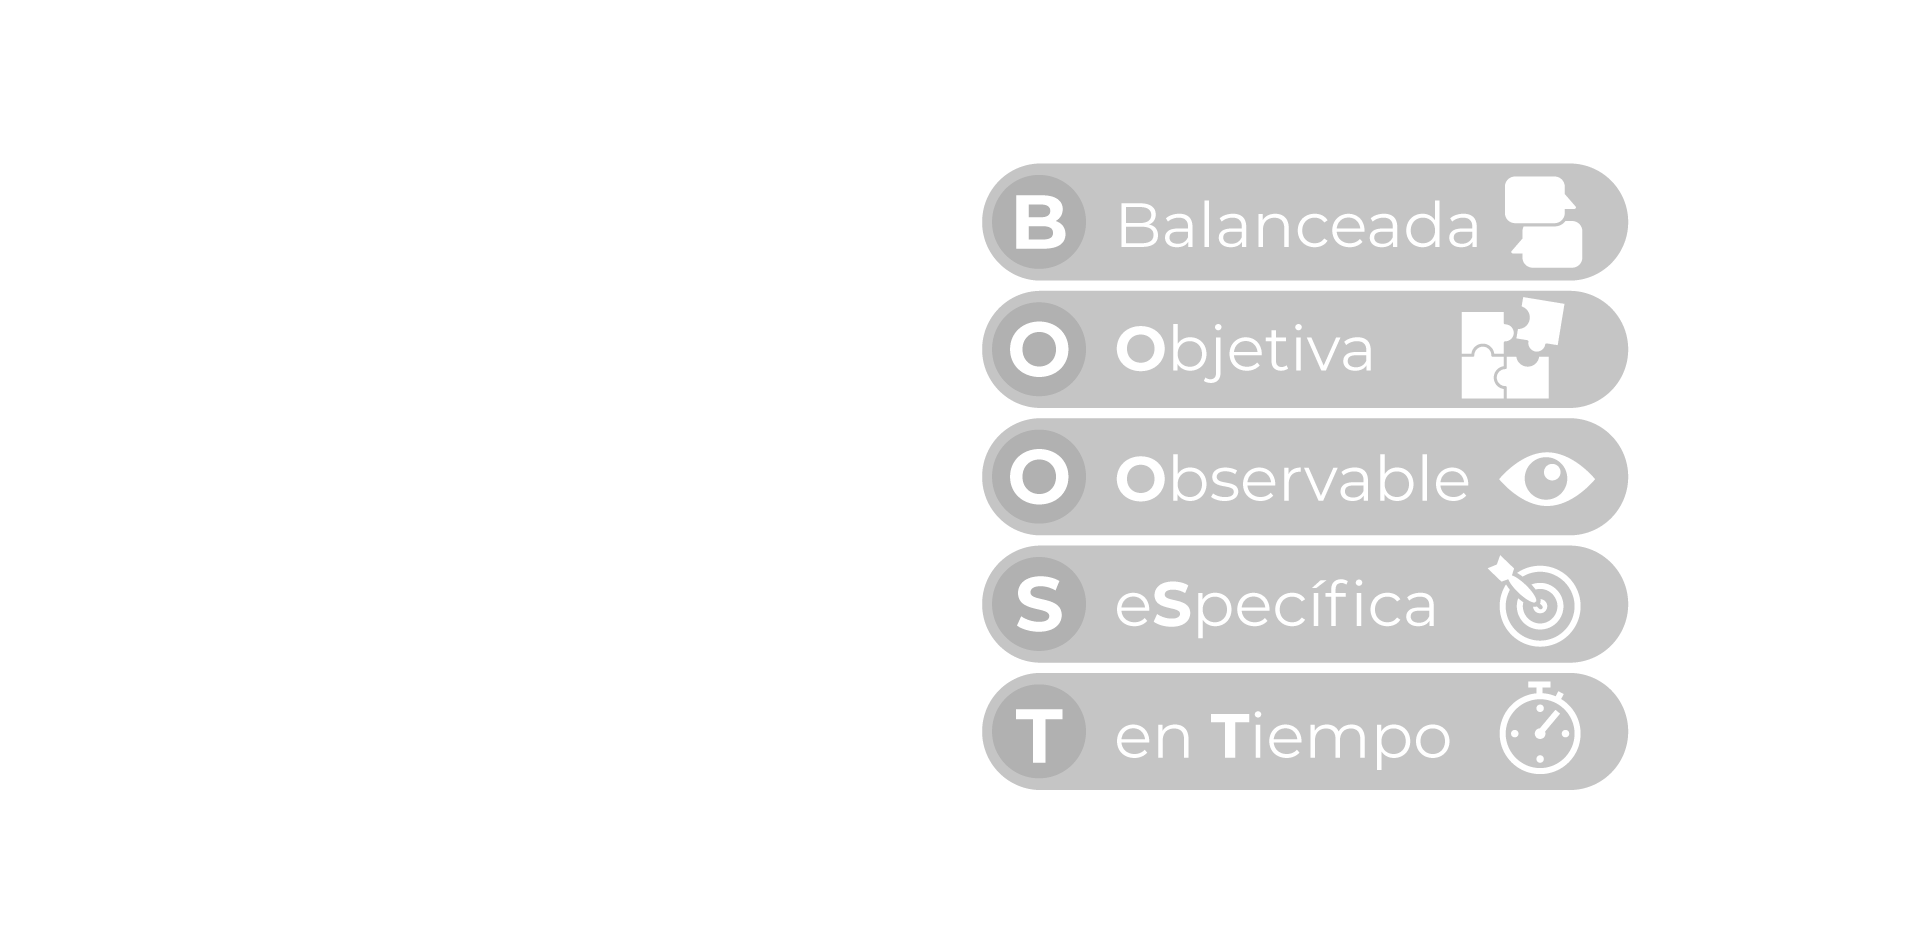 B Balanceada
O Objetiva
O Observable
S eSpecífica
T en Tiempo